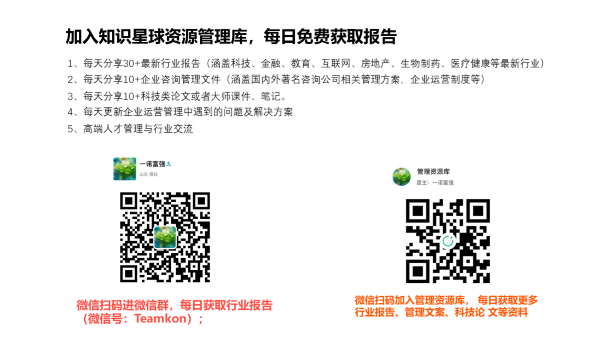 加入知识星球资源管理库，每日免费获取报告
1、每天分享30+最新行业报告（涵盖科技、金融、教育、互联网、房地产、生物制药、医疗健康等最新行业）
2、每天分享10+企业咨询管理文件（涵盖国内外著名咨询公司相关管理方案，企业运营制度等）
3、每天分享10+科技类论文或者大师课件、笔记。
4、每天更新企业运营管理中遇到的问题及解决方案
5、高端人才管理与行业交流
一诺富强
管理资源库
星主：一诺富强
微信扫码进微信群，每日获取行业报告
（微信号：Teamkon）；
微信扫码加入管理资源库， 每日获取更多
行业报告、管理文案、科技论 文等资料